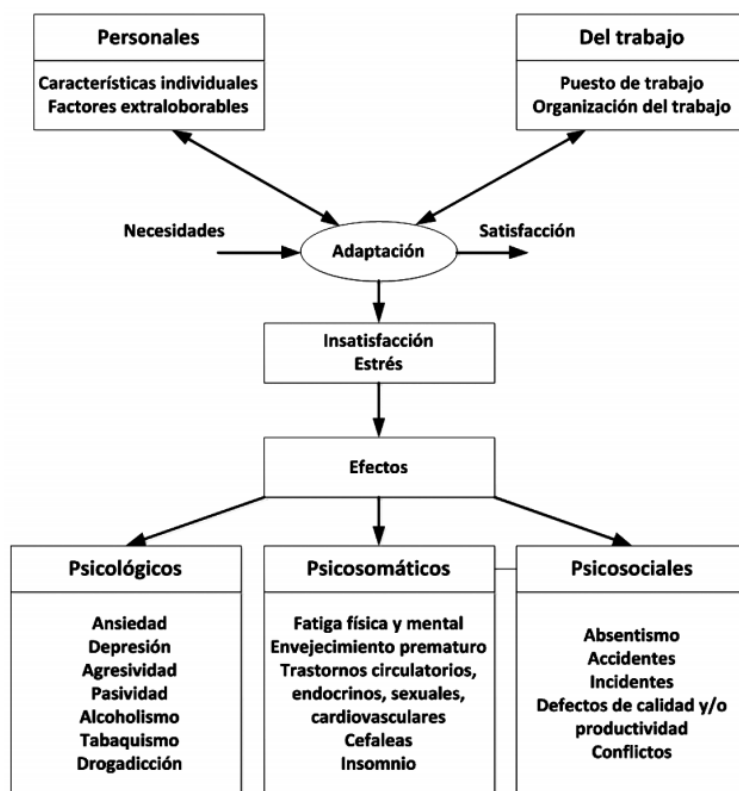 Personales
Características individuales
Factores extraloborables
Del trabajo
Puesto de trabajo
Organización del trabajo
Necesidades
Adaptación
Satisfacción
Insatisfacción
Estrés
Efectos
Psicológicos
Ansiedad
Depresión
Agresividad
Pasividad
Alcoholismo
Tabaquismo
Drogadicción
Psicosomáticos
Fatiga física y mental
Envejecimiento prematuro
Trastornos circulatorios,
endocrinos, sexuales,
cardiovasculares
Cefaleas
Insomnio
Psicosociales
Absentismo
Accidentes
Incidentes
Defectos de calidad y/o
productividad
Conflictos